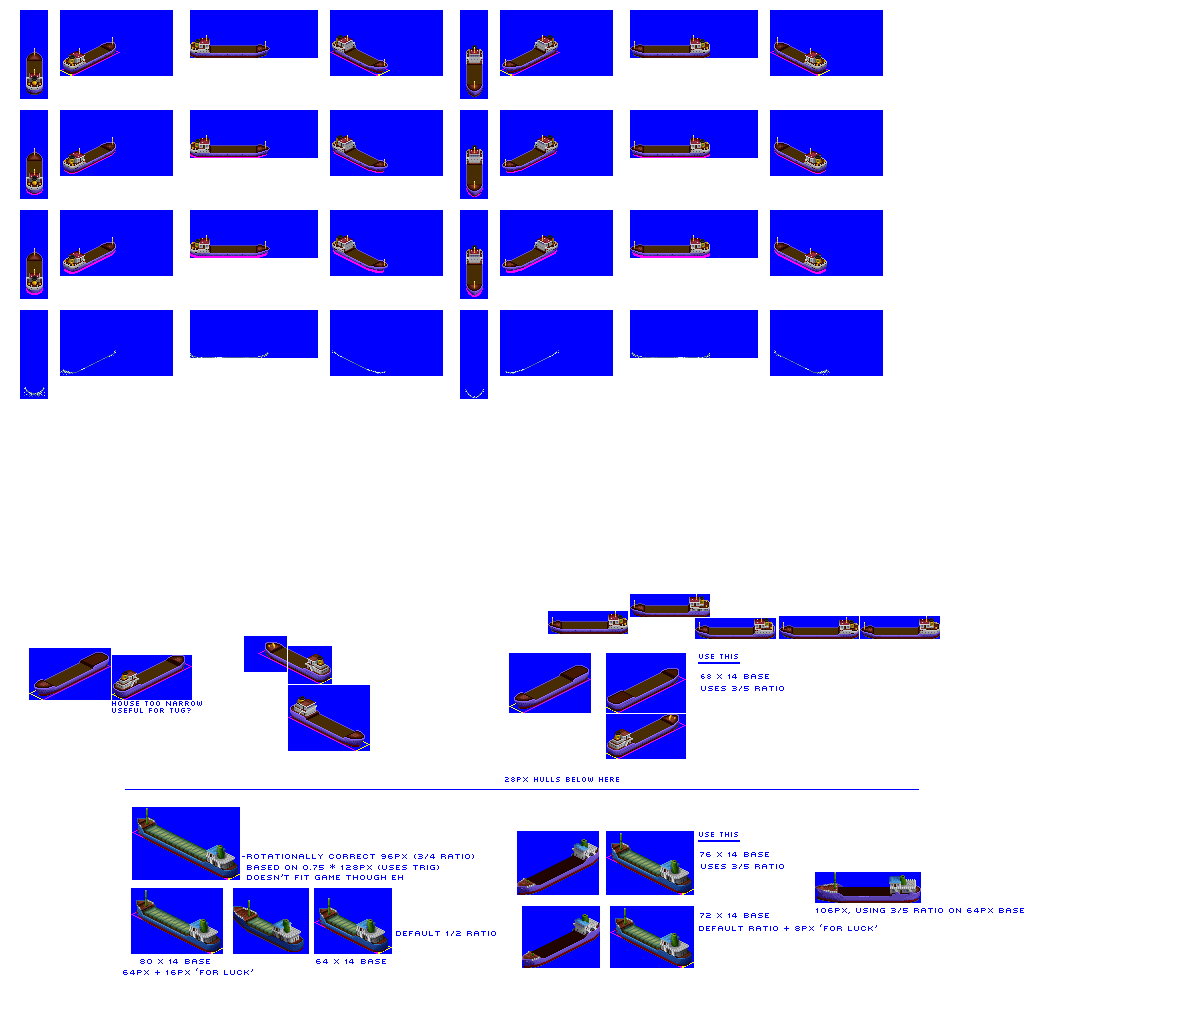 USE THIS
68 X 14 BASE
USES 3/5 RATIO
HOUSE TOO NARROW
USEFUL FOR TUG?
28PX HULLS BELOW HERE
USE THIS
-ROTATIONALLY CORRECT 96PX (3/4 RATIO)
BASED ON 0.75 * 128PX (USES TRIG)
DOESN'T FIT GAME THOUGH EH
76 X 14 BASE
USES 3/5 RATIO
106PX, USING 3/5 RATIO ON 64PX BASE
72 X 14 BASE
DEFAULT RATIO + 8PX 'FOR LUCK'
DEFAULT 1/2 RATIO
80 X 14 BASE
64PX + 16PX 'FOR LUCK'
64 X 14 BASE